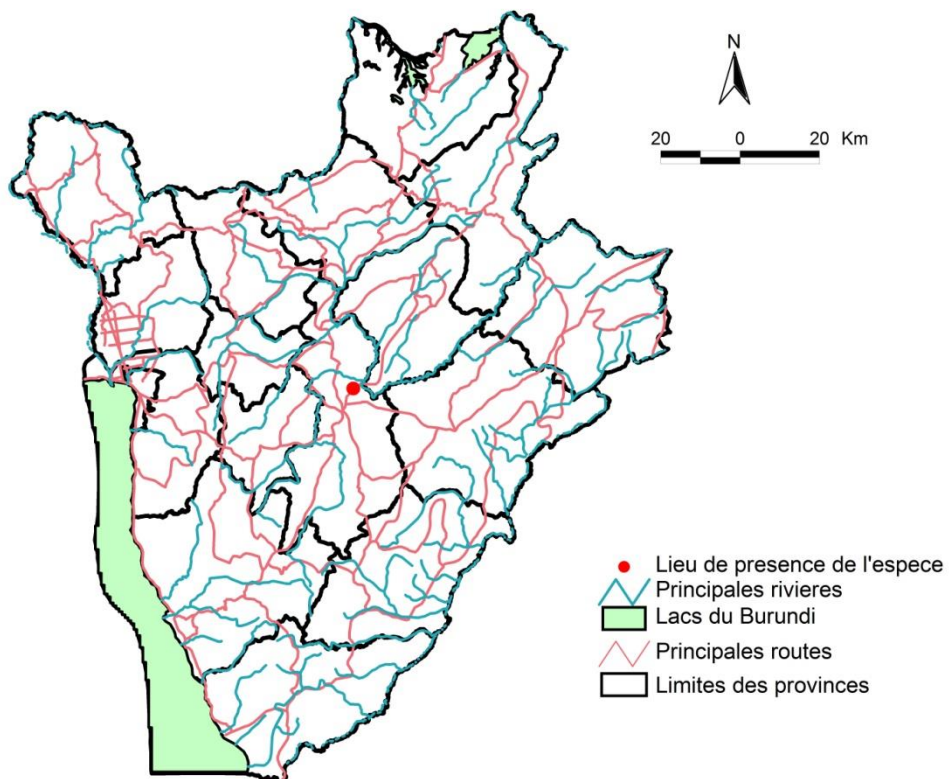 N
20 0 20 Km
Lieu de presence de l'espece
Principales rivieres
Lacs du Burundi
Principales routes
Limites des provinces